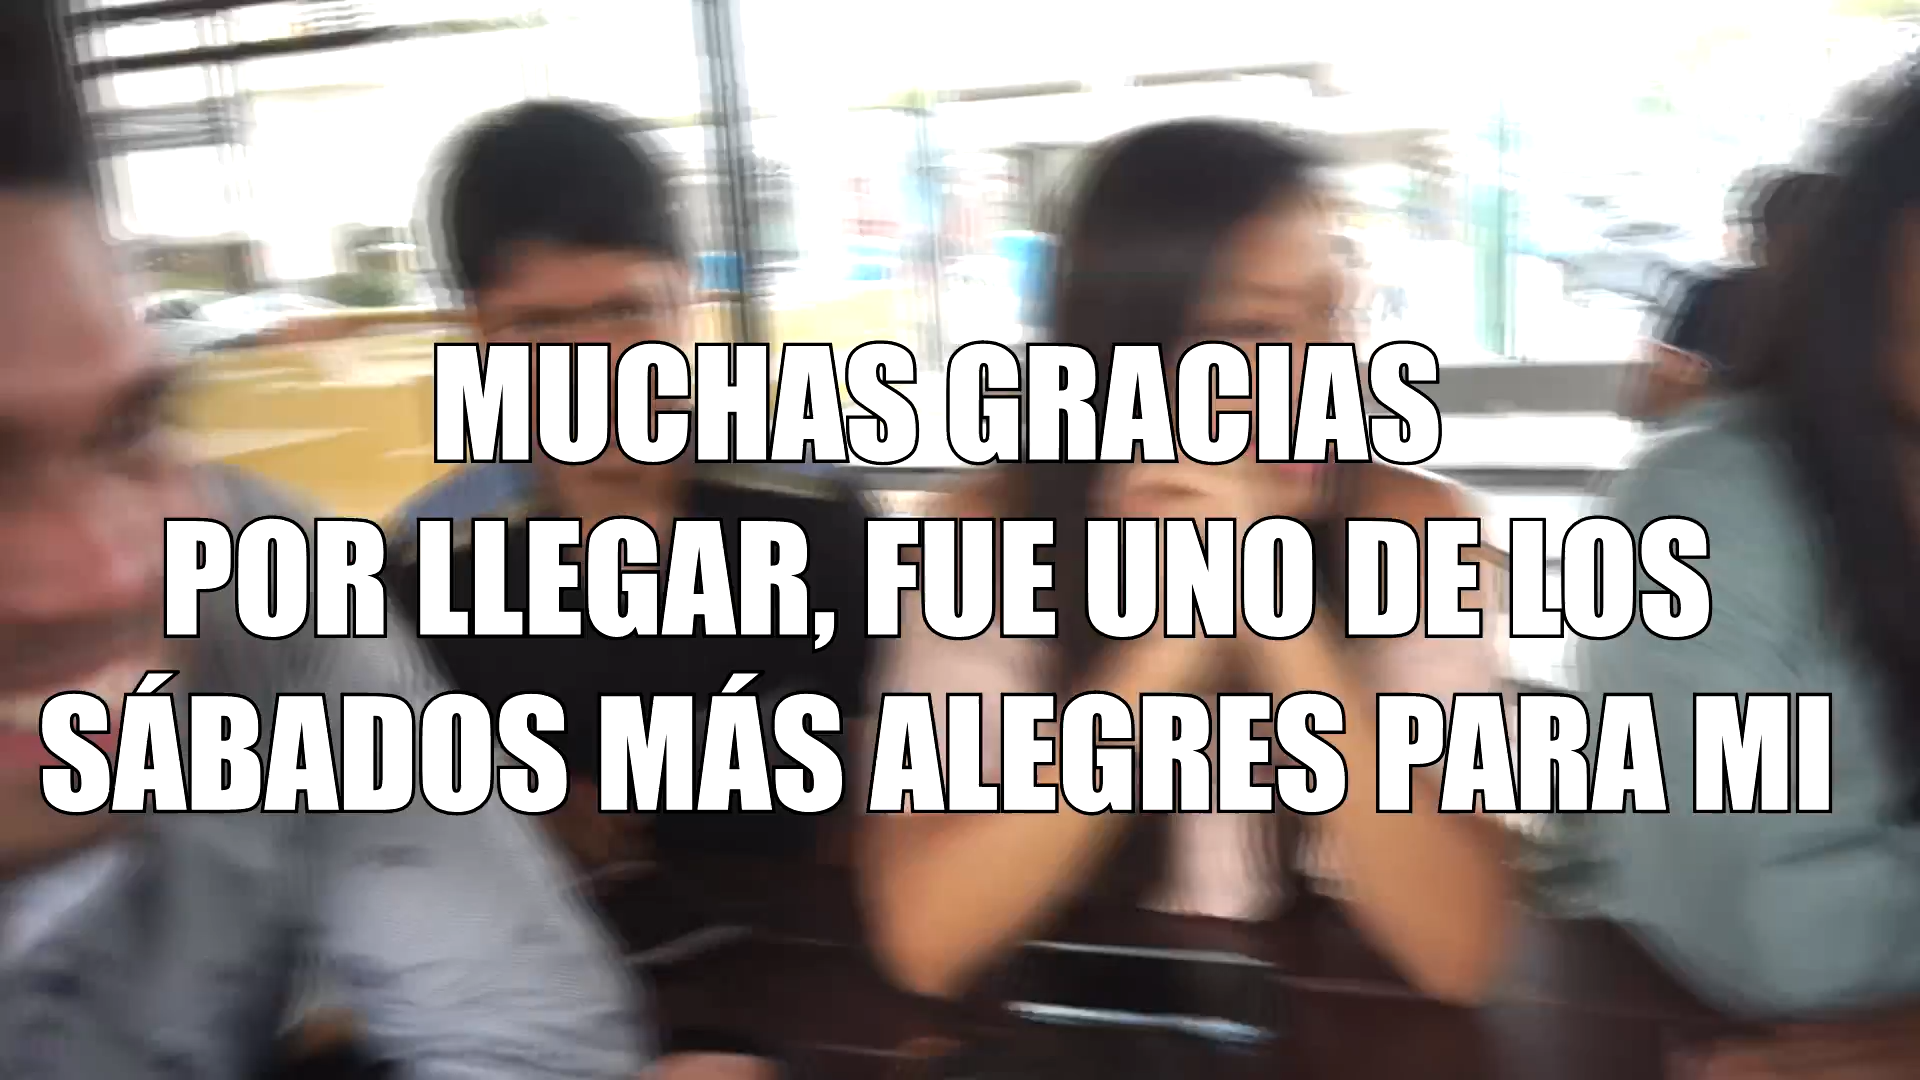 MUCHAS GRACIAS
POR LLEGAR, FUE UNO DE LOS
SÁBADOS MÁS ALEGRES PARA MI